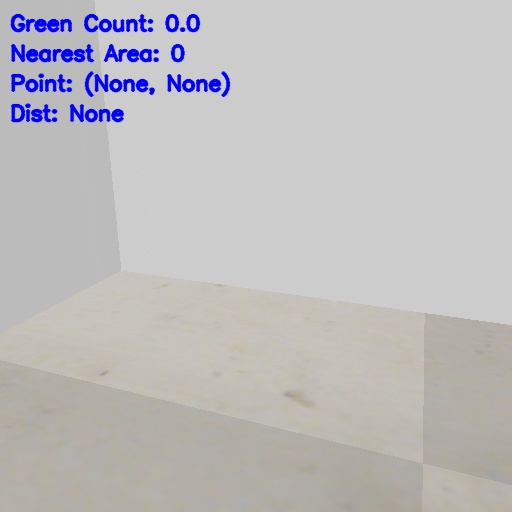 Green Count: 0.0
Nearest Area: 0
Point: (None, None)
Dist: None